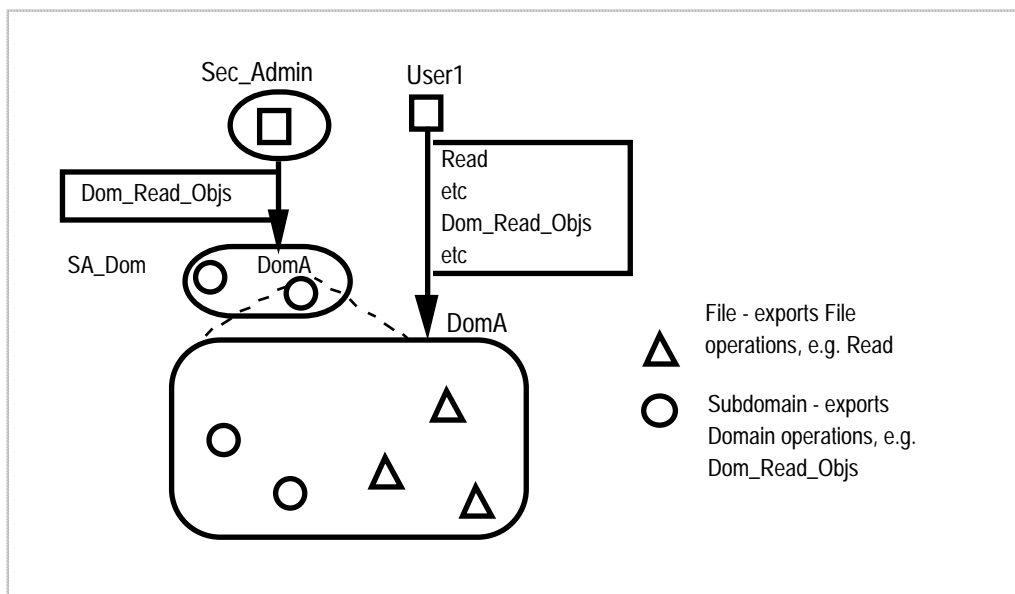 Sec_Admin
User1
Read
etc
Dom_Read_Objs
etc
Dom_Read_Objs
SA_Dom
DomA
DomA
File - exports File
operations, e.g. Read
Subdomain - exports
Domain operations, e.g.
Dom_Read_Objs